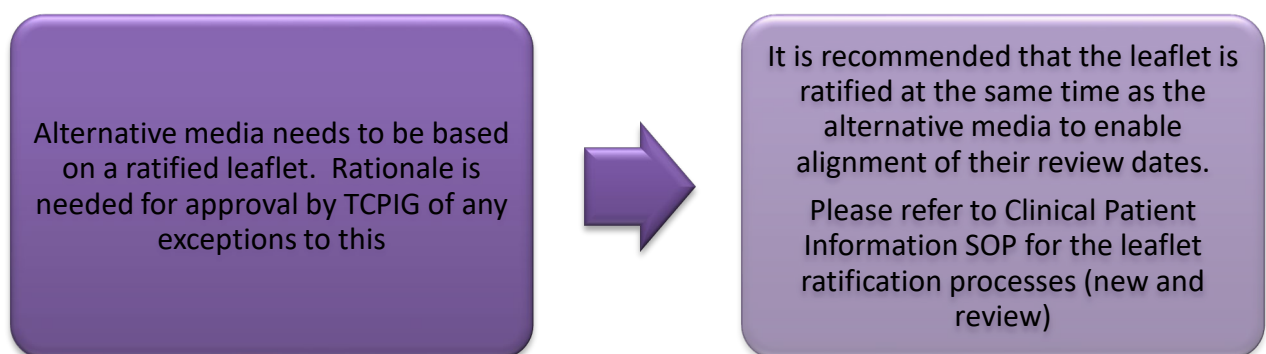 Alternative media needs to be based
on a ratified leaflet.  Rationale is
needed for approval by TCPIG of any
exceptions to this
It is recommended that the leaflet is
ratified at the same time as the
alternative media to enable
alignment of their review dates.
Please refer to Clinical Patient
Information SOP for the leaflet
ratification processes (new and
review)